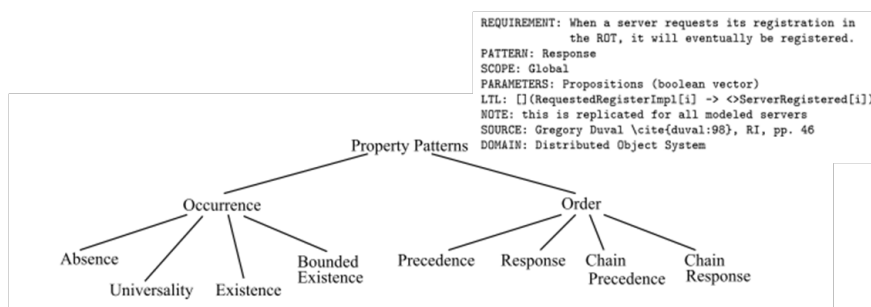 REQUIREMENT: When a server requests its registration in
the ROT, it will eventually be registered.
PATTERN: Response
SCOPE: Global
PARAMETERS: Propositions (boolean vector)
LTL: [](RequestedRegisterImpl[i] -> <>ServerRegistered[i])
NOTE: this is replicated for all modeled servers
SOURCE: Gregory Duval \cite{duval:98}, RI, pp. 46
DOMAIN: Distributed Object System
Property Patterns
Occurrence
Order
Absence
Universality
Existence
Bounded
Existence
Precedence
Response
Chain
Precedence
Chain
Response